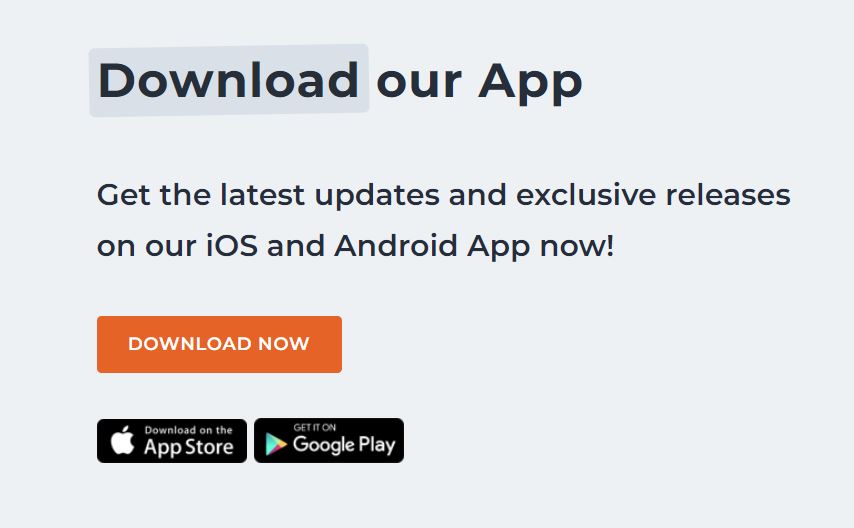 Download our App
Get the latest updates and exclusive releases
on our iOS and Android App now!
DOWNLOAD NOW
Download on the
App Store
GET IT ON
Google Play